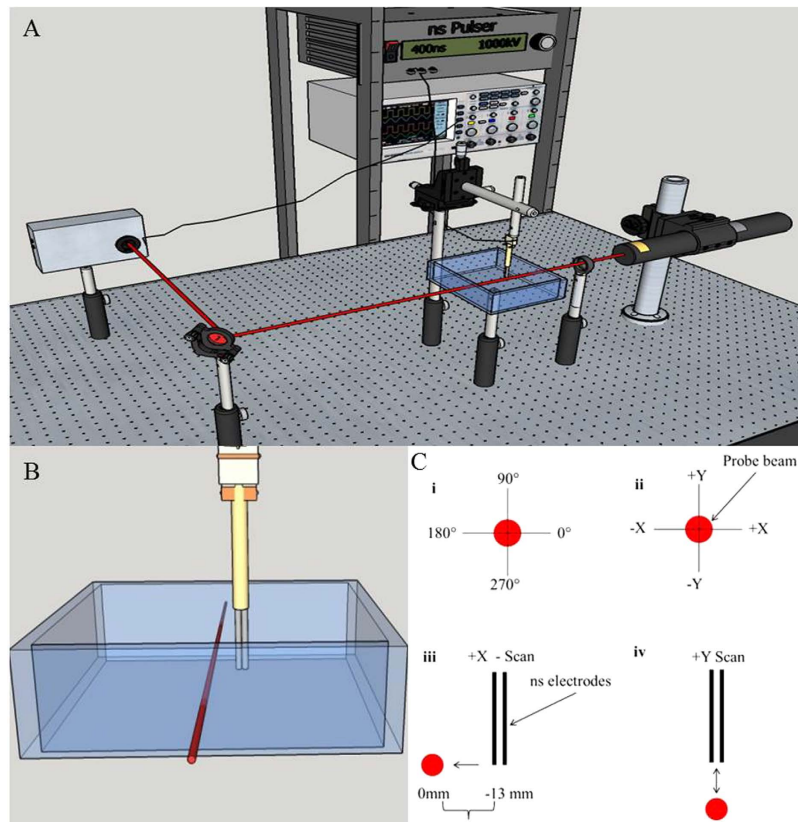 A
ns Pulser
400ns 1000kV
B
C
i
90°
180°
0°
270°
ii
Probe beam
+Y
-X
+X
-Y
iii
+X - Scan
ns electrodes
0mm
-13 mm
iv
+Y Scan